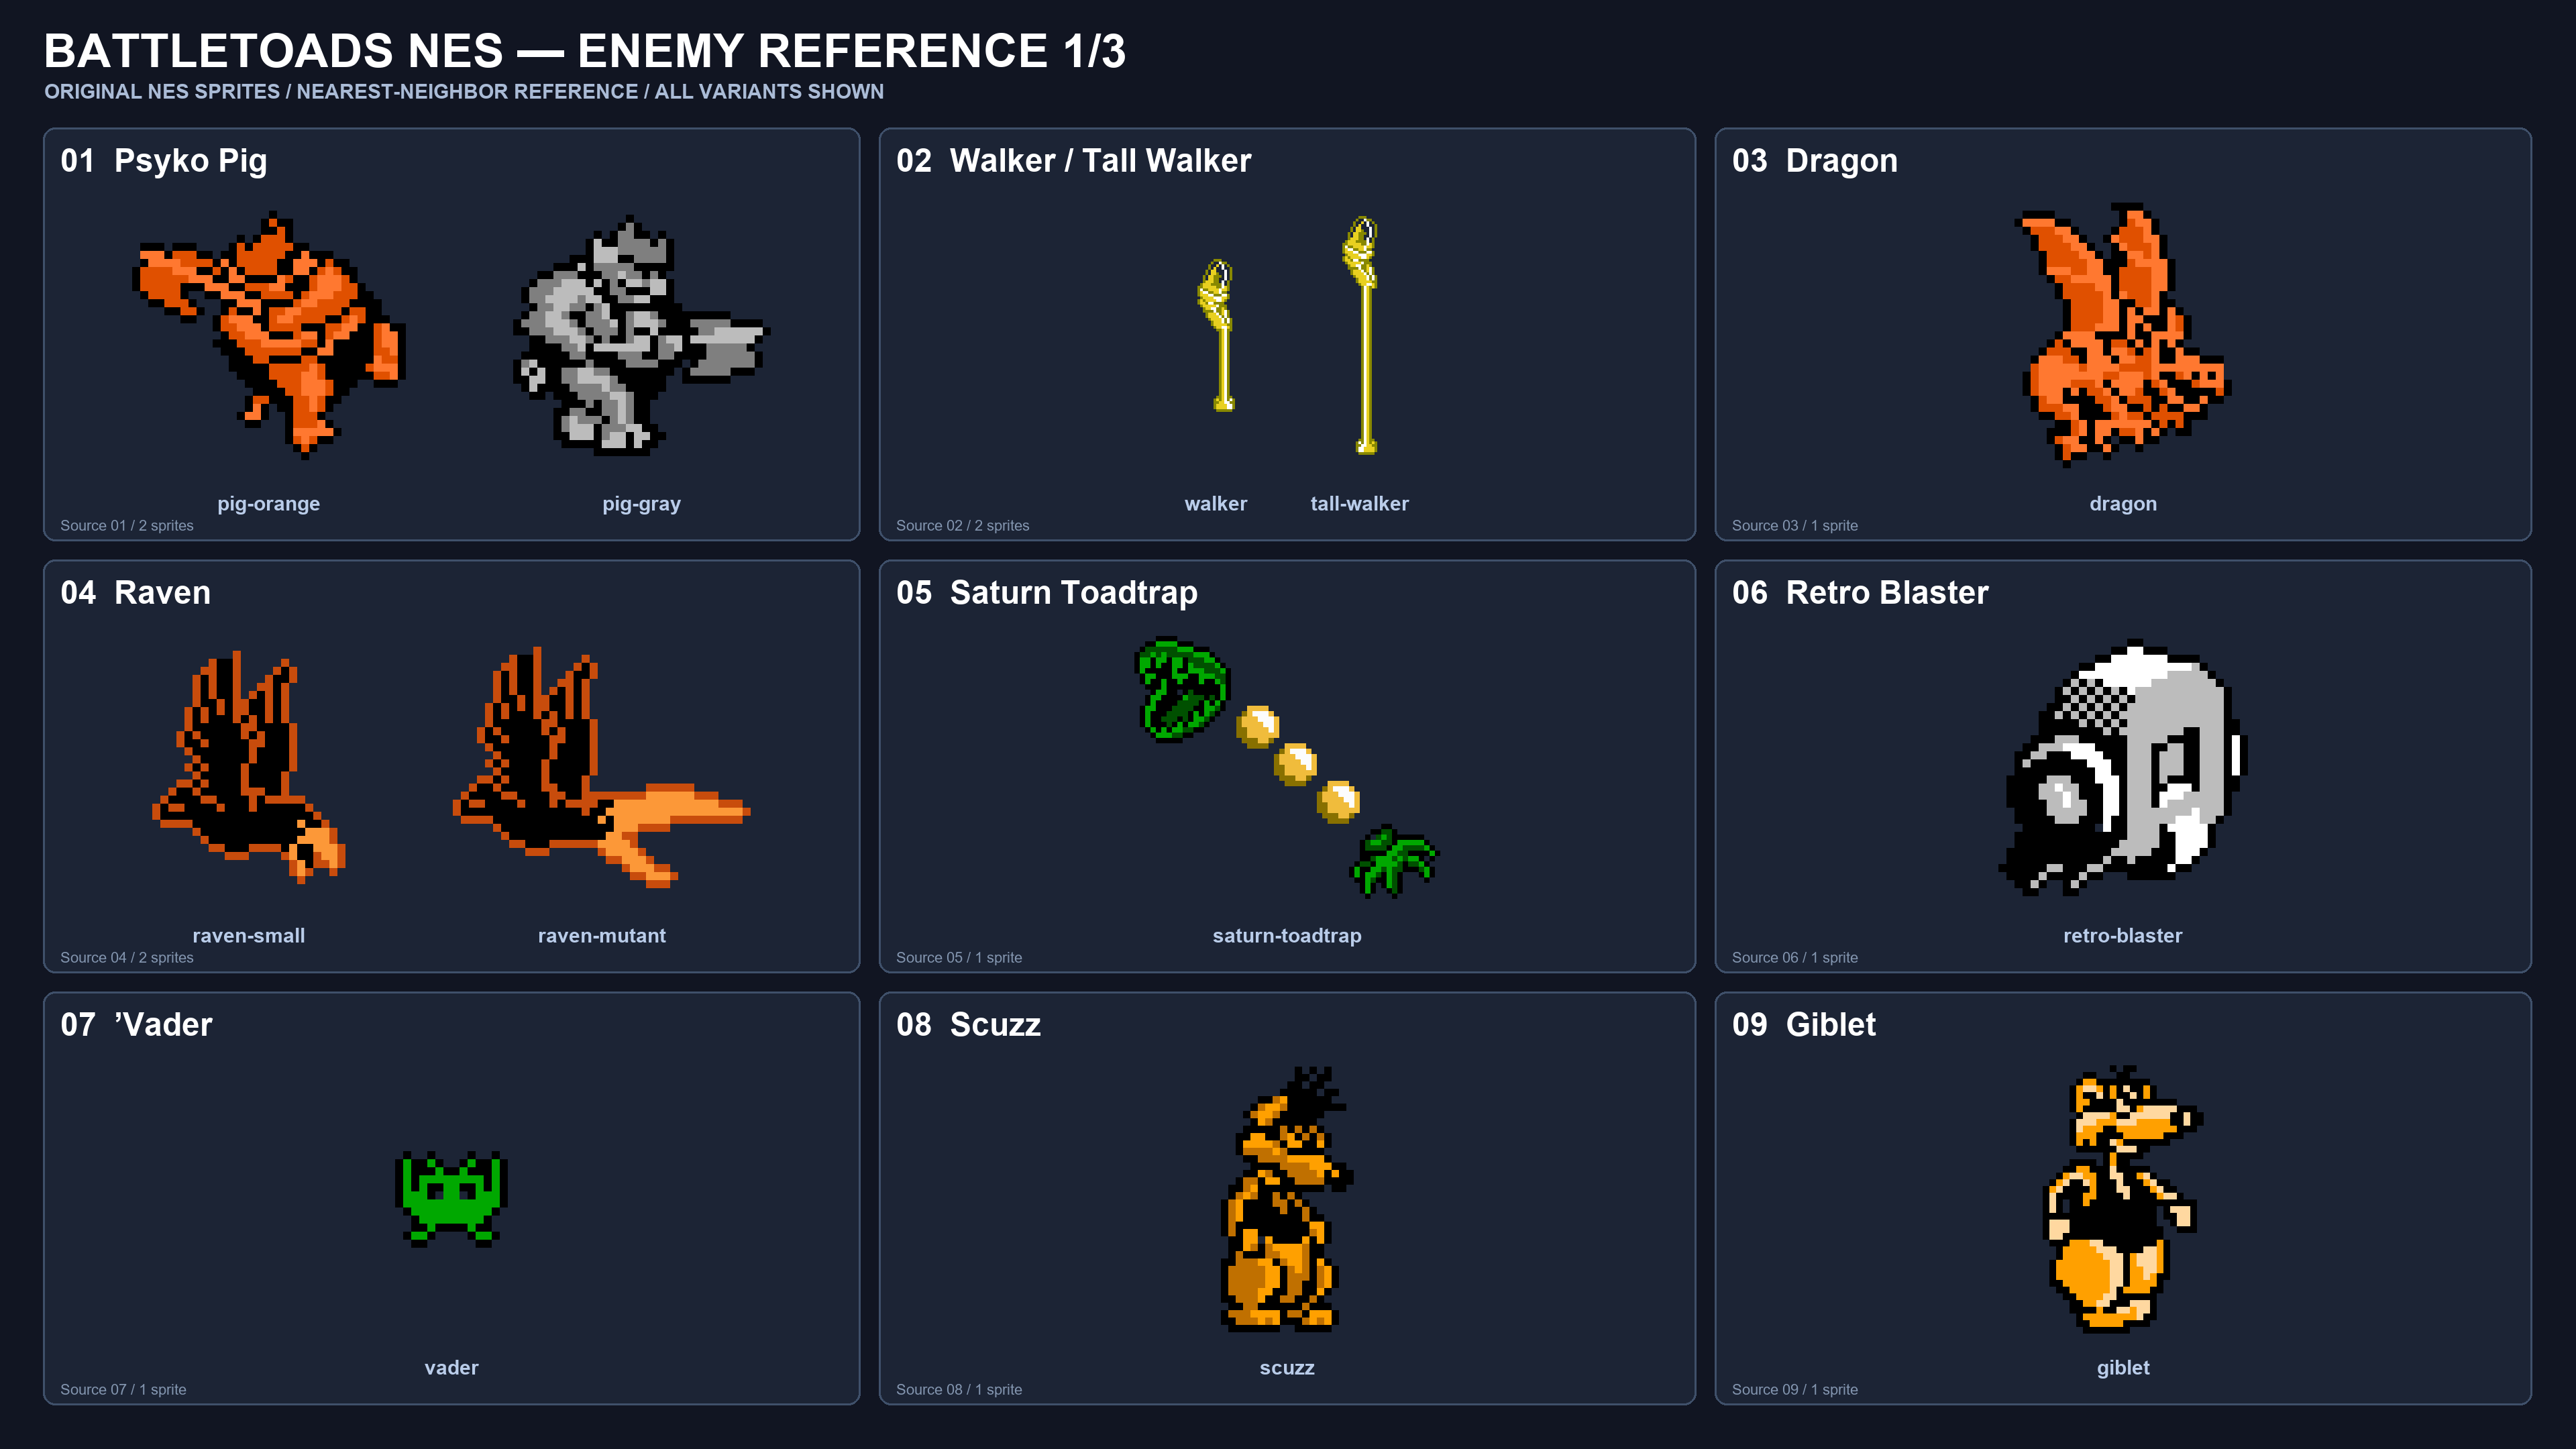 BATTLETOADS NES — ENEMY REFERENCE 1/3
ORIGINAL NES SPRITES / NEAREST-NEIGHBOR REFERENCE / ALL VARIANTS SHOWN
01 Psyko Pig
pig-orange
pig-gray
Source 01 / 2 sprites
02 Walker / Tall Walker
walker
tall-walker
Source 02 / 2 sprites
03 Dragon
dragon
Source 03 / 1 sprite
04 Raven
raven-small
raven-mutant
Source 04 / 2 sprites
05 Saturn Toadtrap
saturn-toadtrap
Source 05 / 1 sprite
06 Retro Blaster
retro-blaster
Source 06 / 1 sprite
07 ’Vader
vader
Source 07 / 1 sprite
08 Scuzz
scuzz
Source 08 / 1 sprite
09 Giblet
giblet
Source 09 / 1 sprite